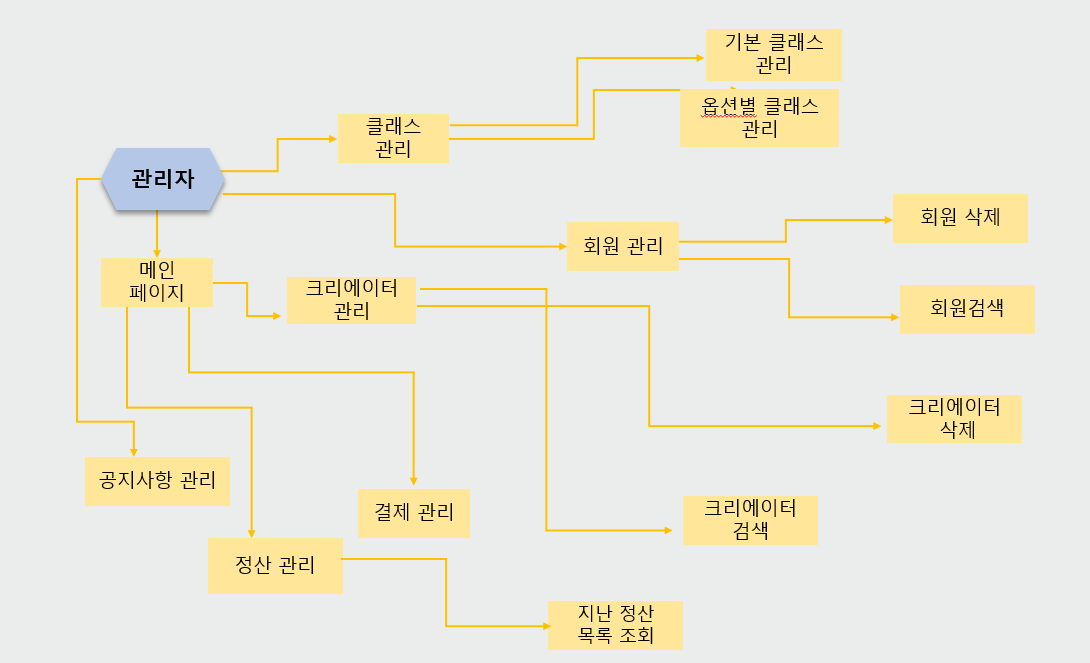 기본 클래스
관리
옵션별 클래스
관리
클래스
관리
관리자
회원 삭제
회원 관리
메인
페이지
크리에이터
관리
회원검색
크리에이터
삭제
공지사항 관리
결제 관리
크리에이터
검색
정산 관리
지난 정산
목록 조회